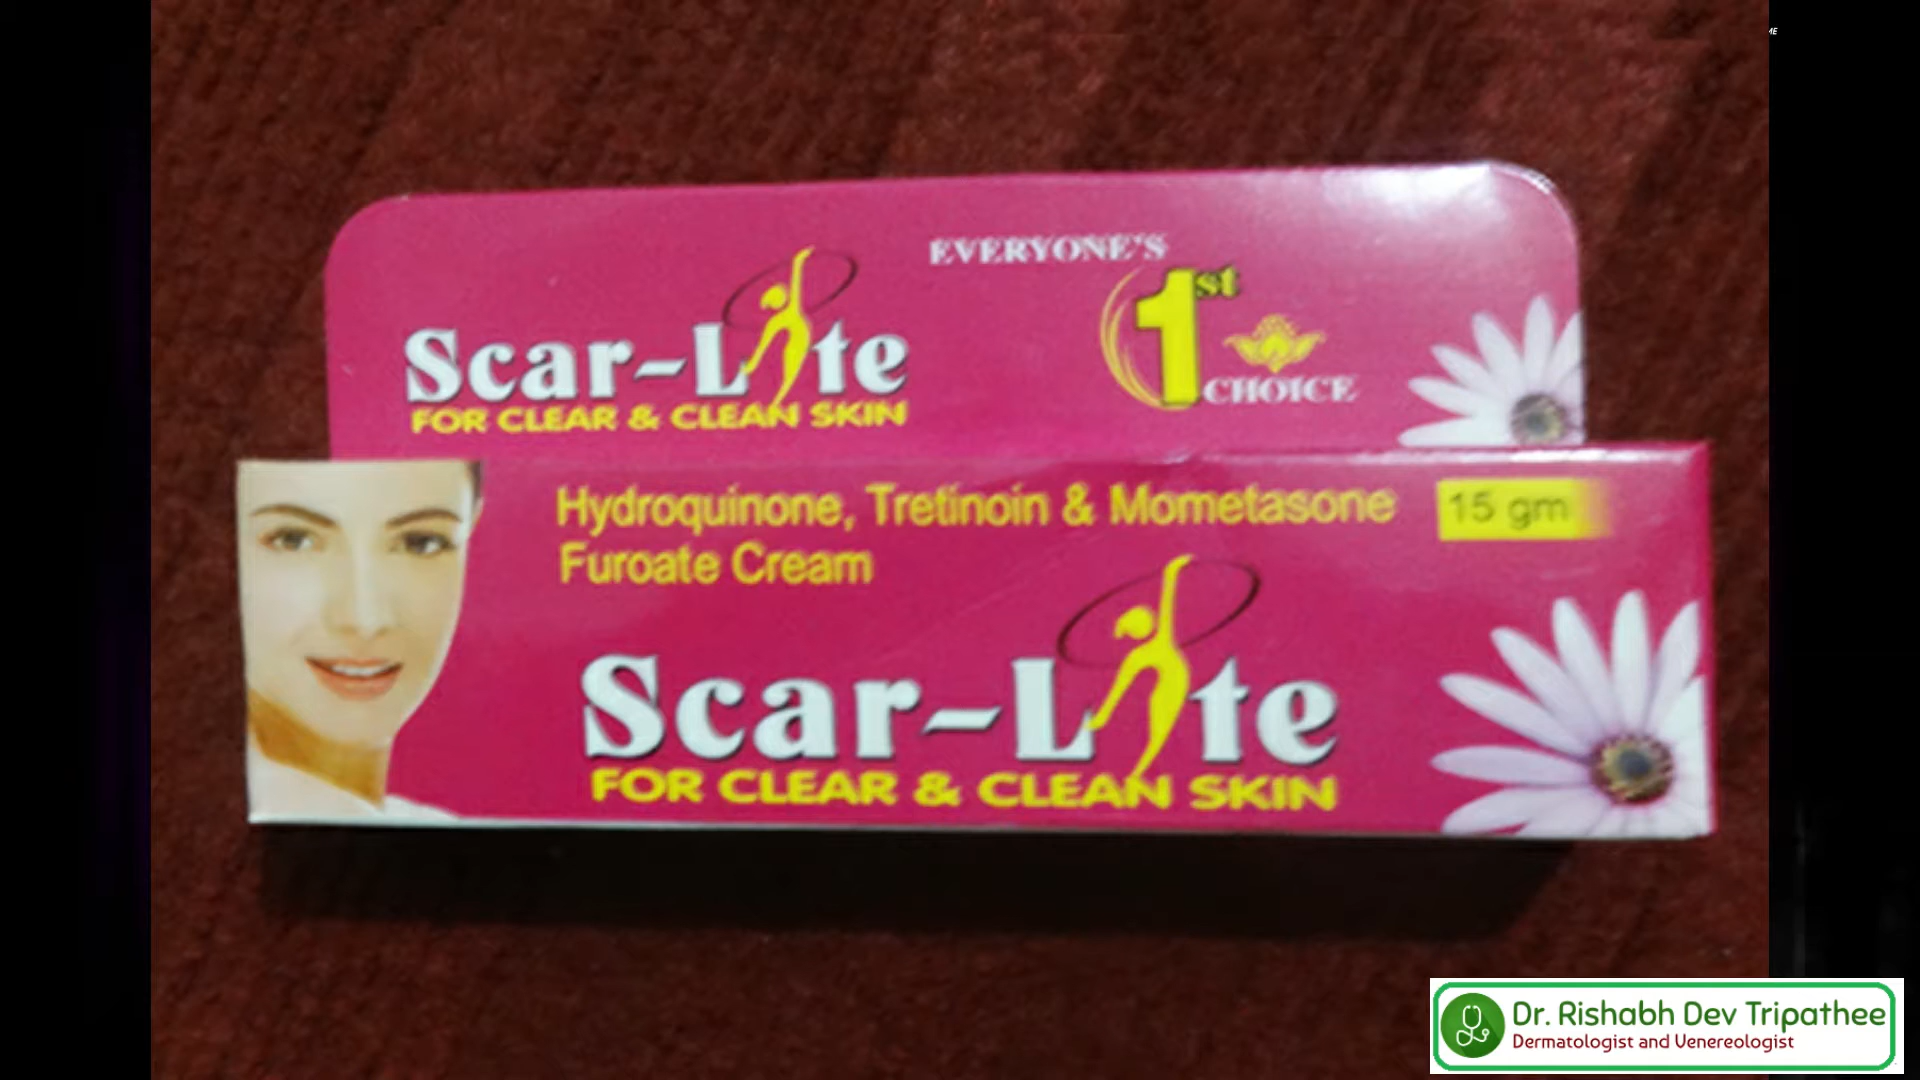 EVERYONE'S
1st
CHOICE
Scar-Lite
FOR CLEAR & CLEAN SKIN
Hydroquinone, Tretinoin & Mometasone
Furoate Cream
15 gm
Scar-Lite
FOR CLEAR & CLEAN SKIN
Dr. Rishabh Dev Tripathee
Dermatologist and Venereologist